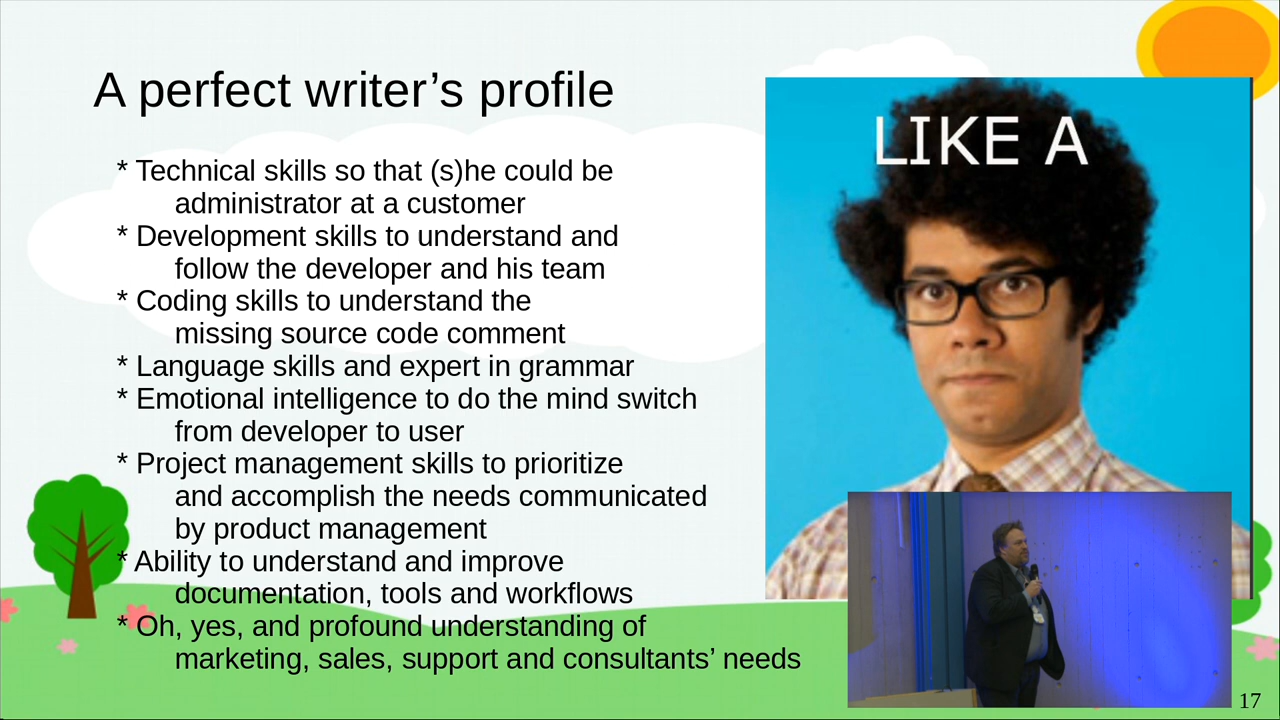 A perfect writer’s profile
LIKE A
* Technical skills so that (s)he could be
administrator at a customer
* Development skills to understand and
follow the developer and his team
* Coding skills to understand the
missing source code comment
* Language skills and expert in grammar
* Emotional intelligence to do the mind switch
from developer to user
* Project management skills to prioritize
and accomplish the needs communicated
by product management
* Ability to understand and improve
documentation, tools and workflows
* Oh, yes, and profound understanding of
marketing, sales, support and consultants’ needs
17